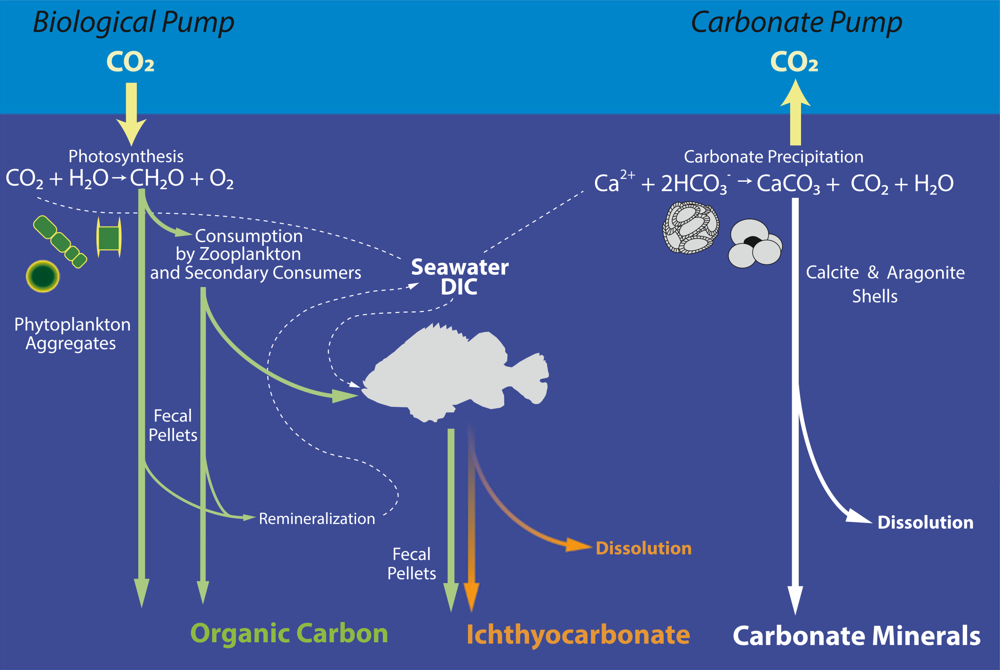 Biological Pump
CO₂
Photosynthesis
CO₂ + H₂O → CH₂O + O₂
Consumption
by Zooplankton
and Secondary Consumers
Phytoplankton
Aggregates
Fecal
Pellets
Remineralization
Seawater
DIC
Fecal
Pellets
Dissolution
Carbonate Pump
CO₂
Carbonate Precipitation
Ca²⁺ + 2HCO₃⁻ → CaCO₃ + CO₂ + H₂O
Calcite & Aragonite
Shells
Dissolution
Organic Carbon
Ichthyocarbonate
Carbonate Minerals